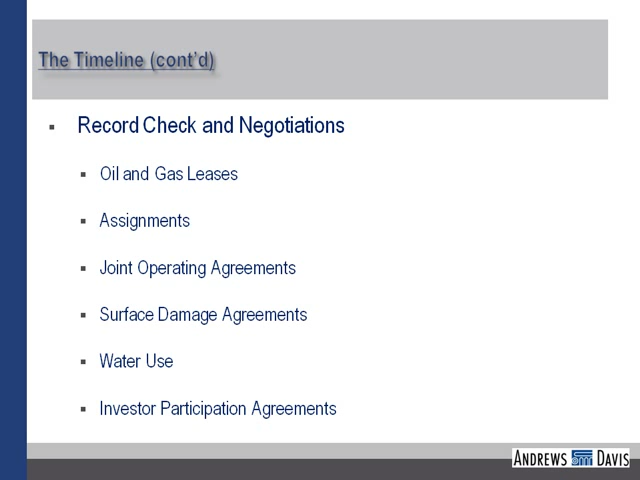 The Timeline (cont'd)
Record Check and Negotiations
Oil and Gas Leases
Assignments
Joint Operating Agreements
Surface Damage Agreements
Water Use
Investor Participation Agreements
ANDREWS DAVIS